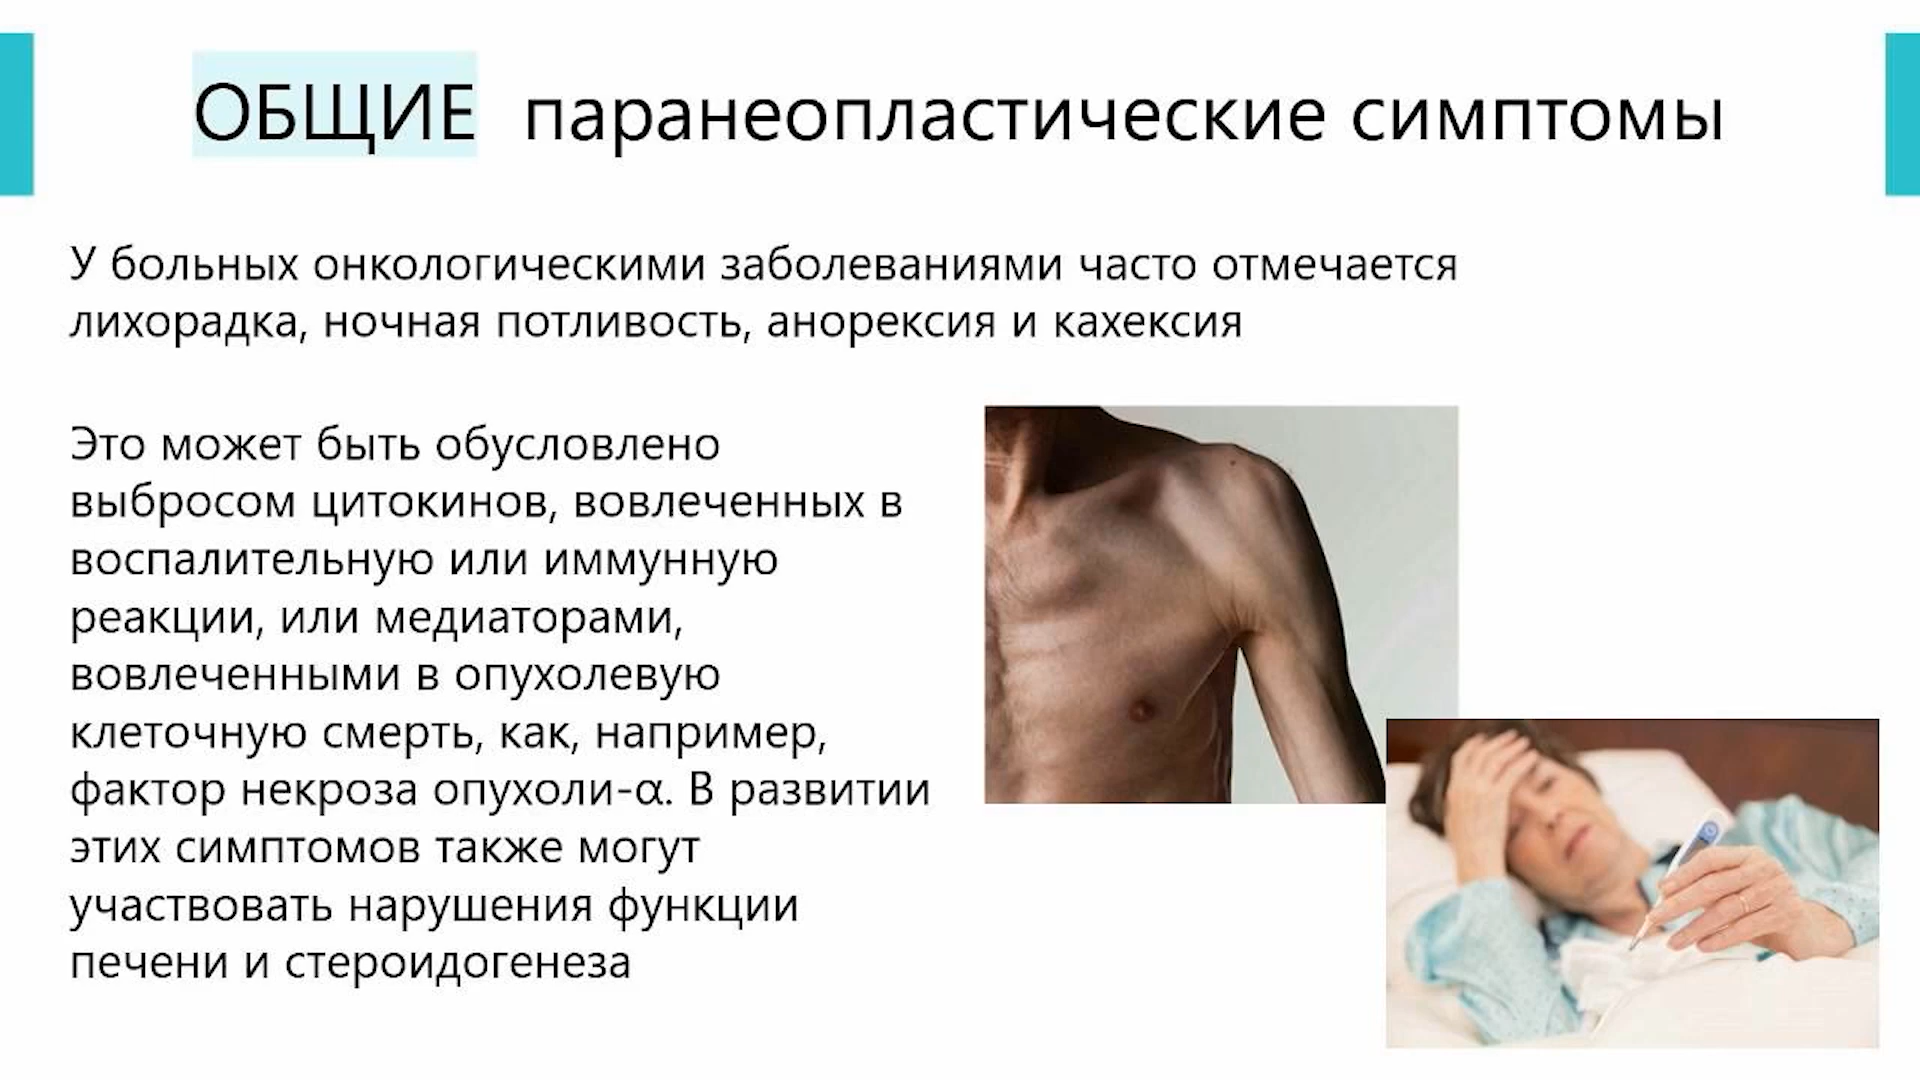 ОБЩИЕ паранеопластические симптомы
У больных онкологическими заболеваниями часто отмечается
лихорадка, ночная потливость, анорексия и кахексия
Это может быть обусловлено
выбросом цитокинов, вовлеченных в
воспалительную или иммунную
реакции, или медиаторами,
вовлеченными в опухолевую
клеточную смерть, как, например,
фактор некроза опухоли-α. В развитии
этих симптомов также могут
участвовать нарушения функции
печени и стероидогенеза